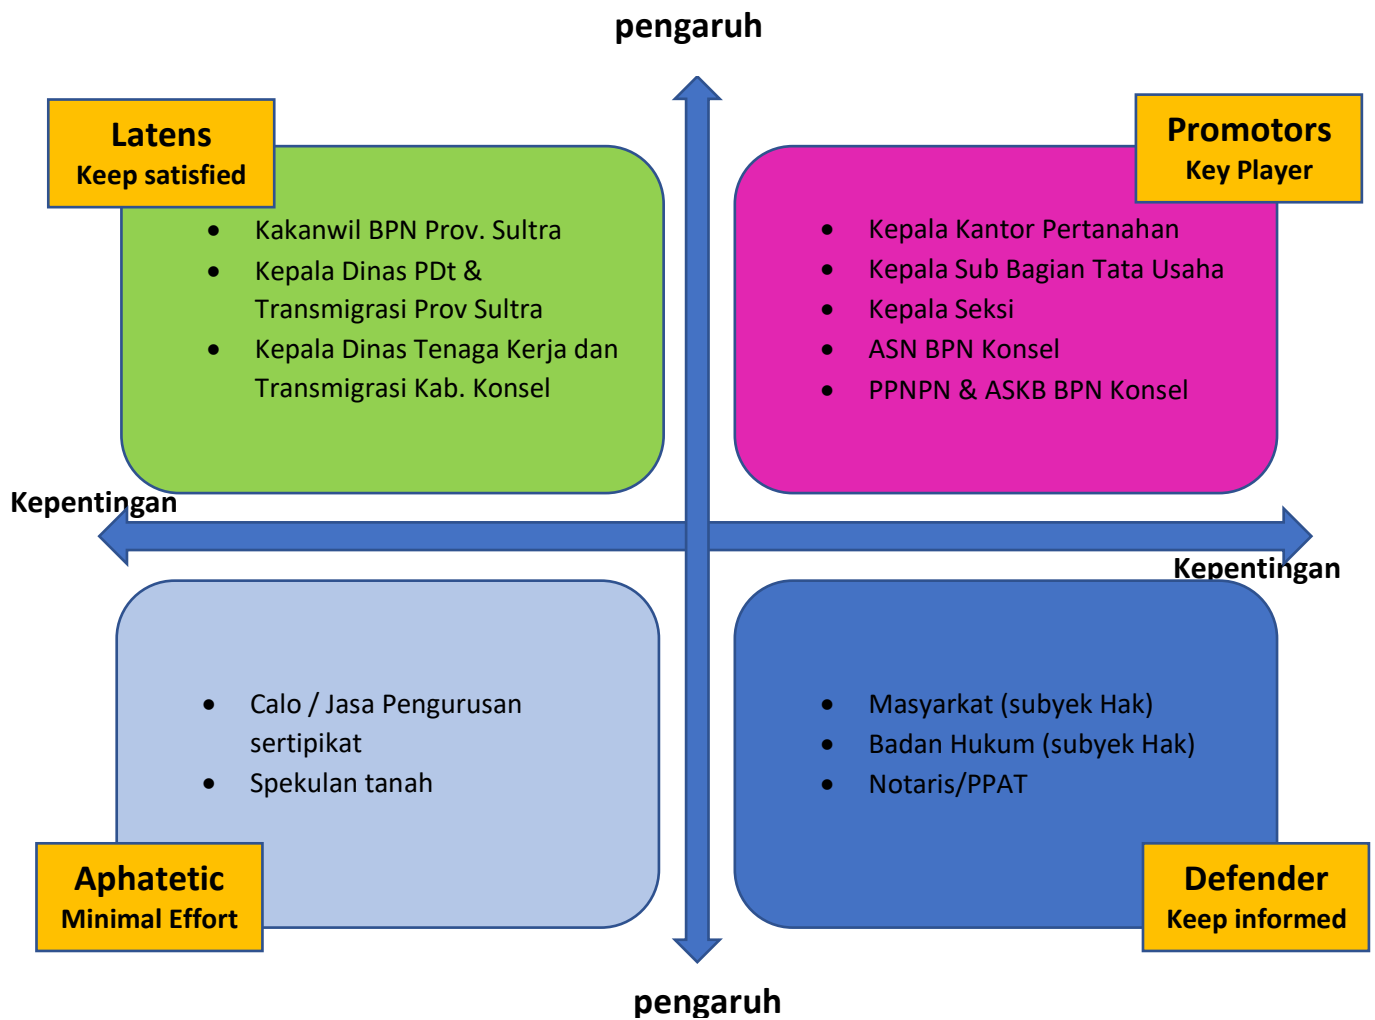 pengaruh
Latens
Keep satisfied
• Kakanwil BPN Prov. Sultra
• Kepala Dinas PDt &
Transmigrasi Prov Sultra
• Kepala Dinas Tenaga Kerja dan
Transmigrasi Kab. Konsel
Promotors
Key Player
• Kepala Kantor Pertanahan
• Kepala Sub Bagian Tata Usaha
• Kepala Seksi
• ASN BPN Konsel
• PPNPN & ASKB BPN Konsel
Kepentingan
Kepentingan
• Calo / Jasa Pengurusan
sertipikat
• Spekulan tanah
Aphatetic
Minimal Effort
• Masyarkat (subyek Hak)
• Badan Hukum (subyek Hak)
• Notaris/PPAT
Defender
Keep informed
pengaruh